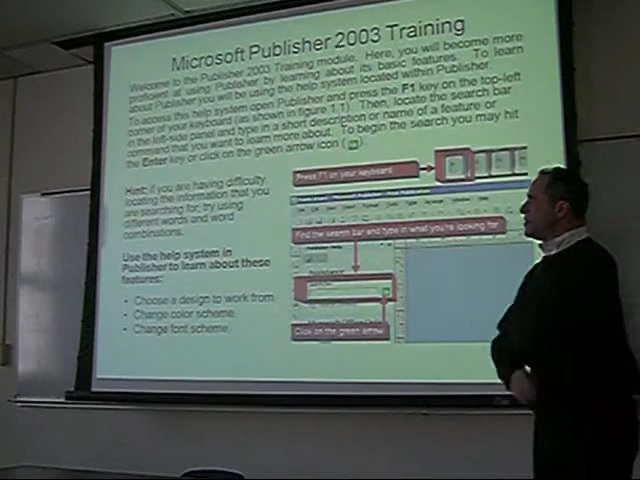 Microsoft Publisher 2003 Training
Welcome to the Publisher 2003 Training module. Here, you will become more
proficient at using Publisher by learning about its basic features. To learn
about Publisher you will be using the help system located within Publisher.
To access this help system open Publisher and press the F1 key on the top-left
corner of your keyboard (as shown in figure 1.1). Then, locate the search bar
in the left-side panel and type in a short description or name of a feature or
command that you want to learn more about. To begin the search you may hit
the Enter key or click on the green arrow icon ( ).
Press F1 on your keyboard
Hint: if you are having difficulty
locating the information that you
are searching for, try using
different words and word
combinations.
Find the search bar and type in what you're looking for
Use the help system in
Publisher to learn about these
features:
Click on the green arrow
• Choose a design to work from.
• Change color scheme.
• Change font scheme.